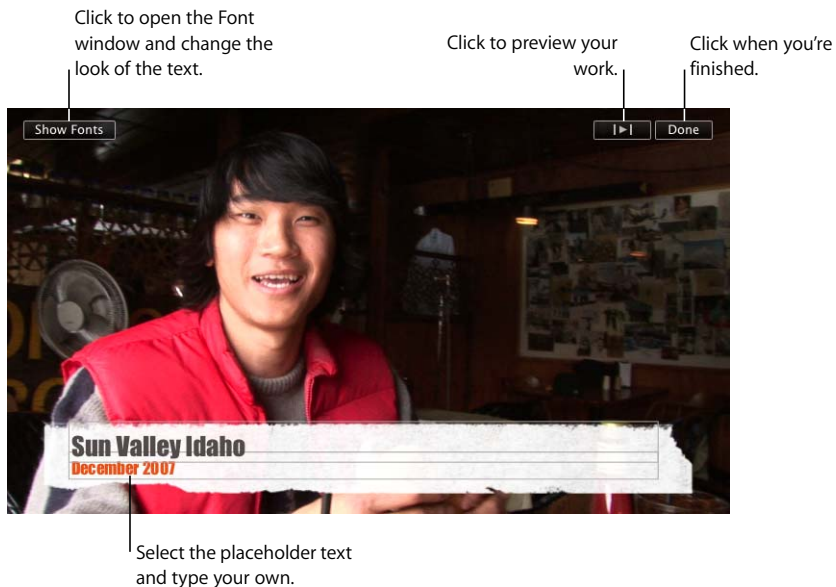 Click to open the Font
window and change the
look of the text.
Click to preview your
work.
Click when you’re
finished.
Show Fonts
Done
Sun Valley Idaho
December 2007
Select the placeholder text
and type your own.